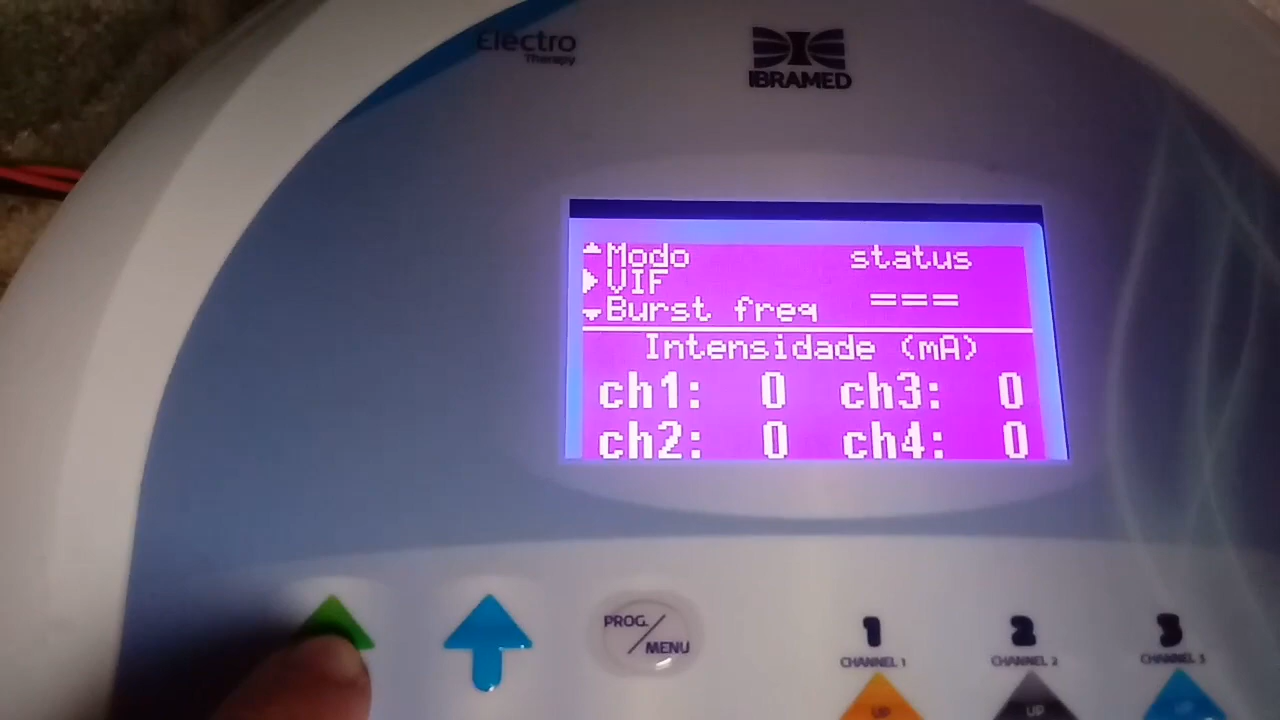 Electro
Therapy
IBRAMED
Modo status
VIF ===
Burst freq
Intensidade (mA)
ch1: 0 ch3: 0
ch2: 0 ch4: 0
PROG./MENU
1 2 3
CHANNEL 1 CHANNEL 2 CHANNEL 3
UP UP UP